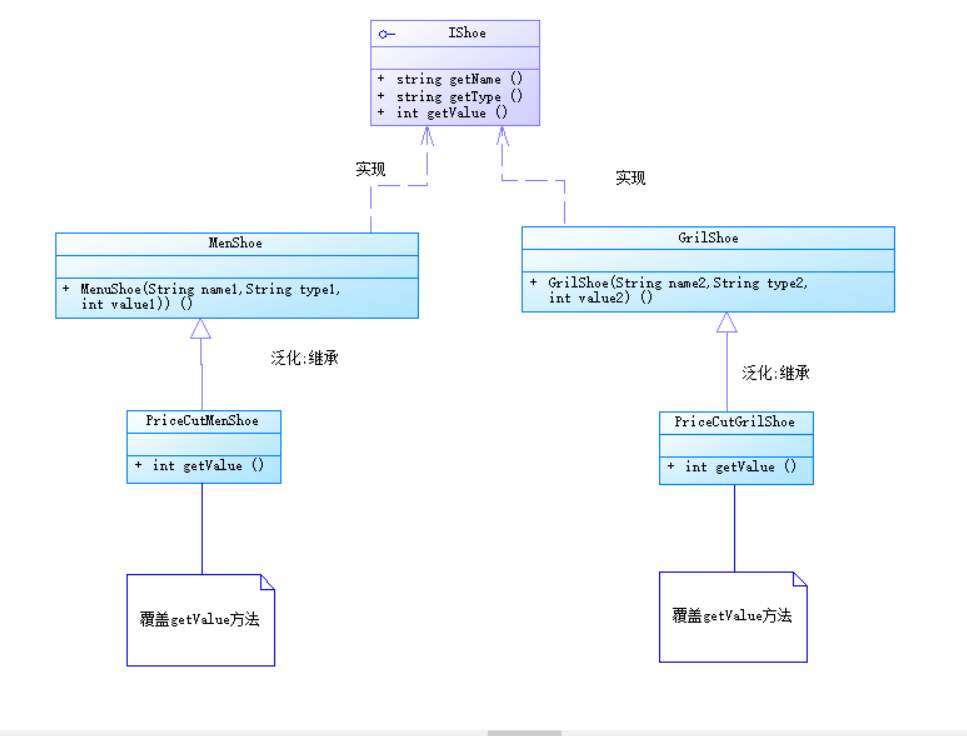 IShoe
+ string getName ()
+ string getType ()
+ int getValue ()
实现
实现
MenShoe
+ MenuShoe(String name1,String type1,
int value1)) ()
GrilShoe
+ GrilShoe(String name2,String type2,
int value2) ()
泛化;继承
泛化;继承
PriceCutMenShoe
+ int getValue ()
PriceCutGrilShoe
+ int getValue ()
覆盖getValue方法
覆盖getValue方法